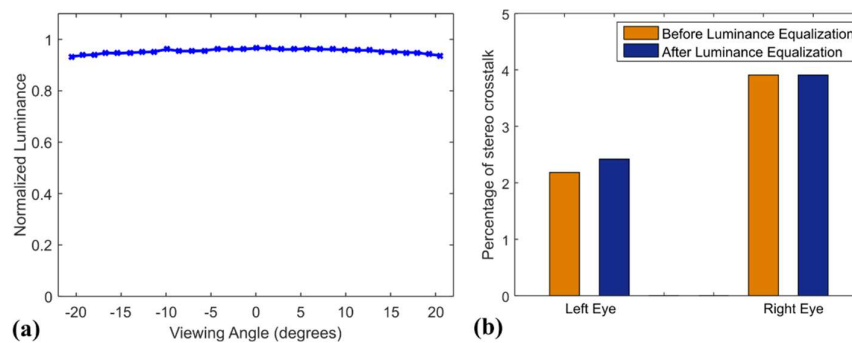 1
0.8
0.6
0.4
0.2
0
Normalized Luminance
-20 -15 -10 -5 0 5 10 15 20
Viewing Angle (degrees)
(a)
5
4
3
2
1
0
Percentage of stereo crosstalk
Before Luminance Equalization
After Luminance Equalization
Left Eye Right Eye
(b)